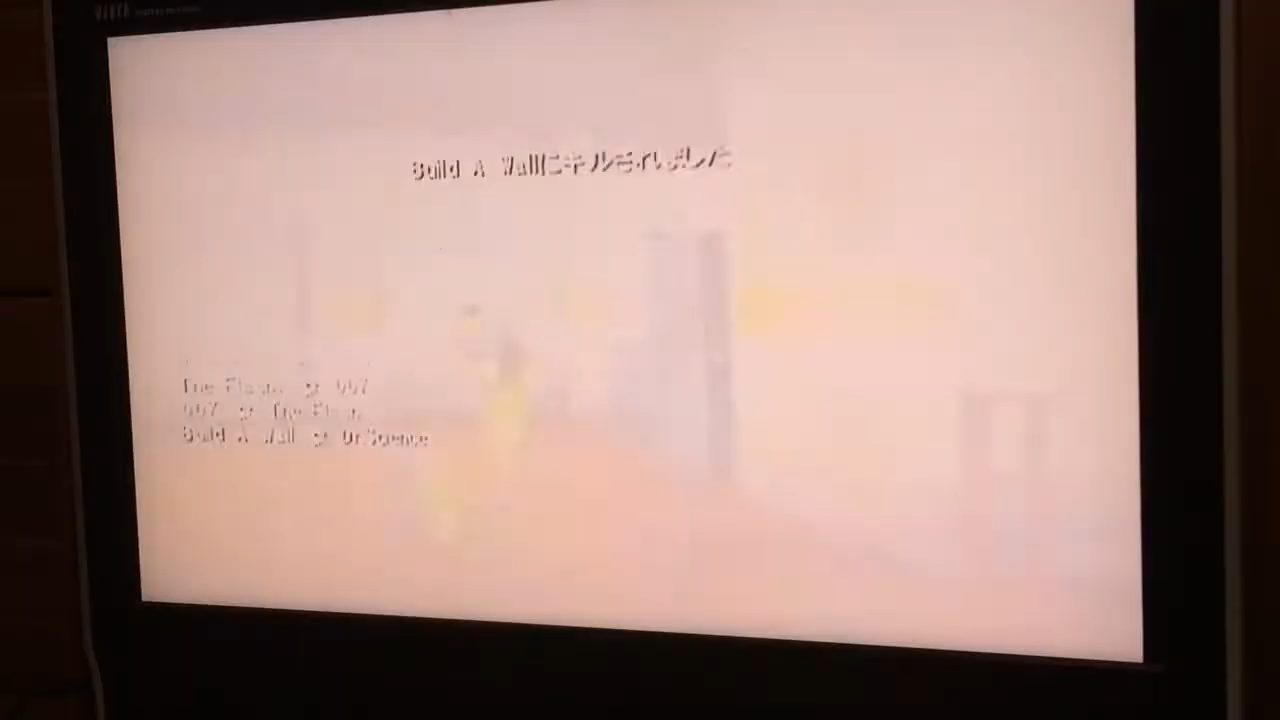 Build A Wallにキルされました
The Flash 007
007 The Flash
Build A Wall Dr.Science